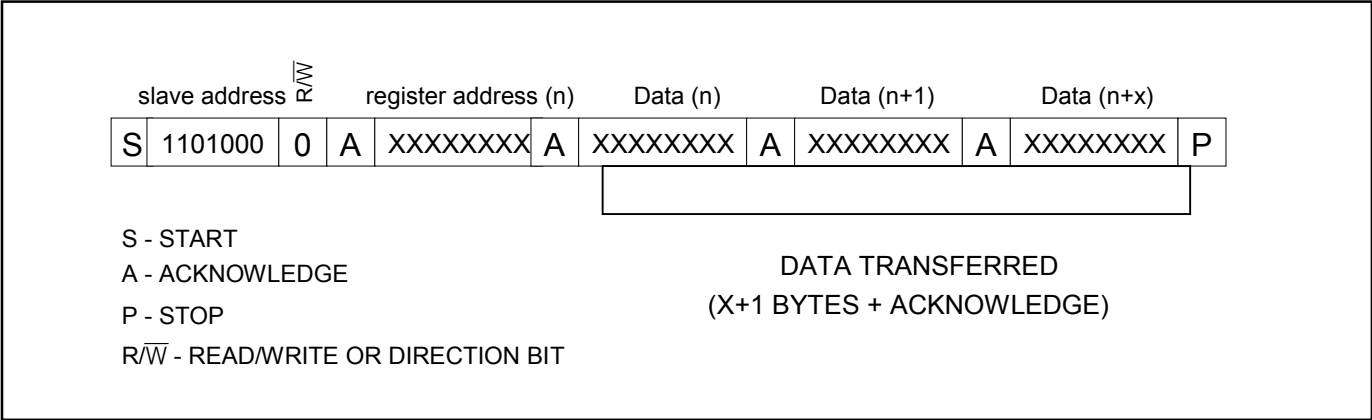 slave address R/W̅ register address (n) Data (n) Data (n+1) Data (n+x)
S 1101000 0 A XXXXXXXX A XXXXXXXX A XXXXXXXX A XXXXXXXX P
S - START
A - ACKNOWLEDGE
P - STOP
R/W̅ - READ/WRITE OR DIRECTION BIT
DATA TRANSFERRED
(X+1 BYTES + ACKNOWLEDGE)